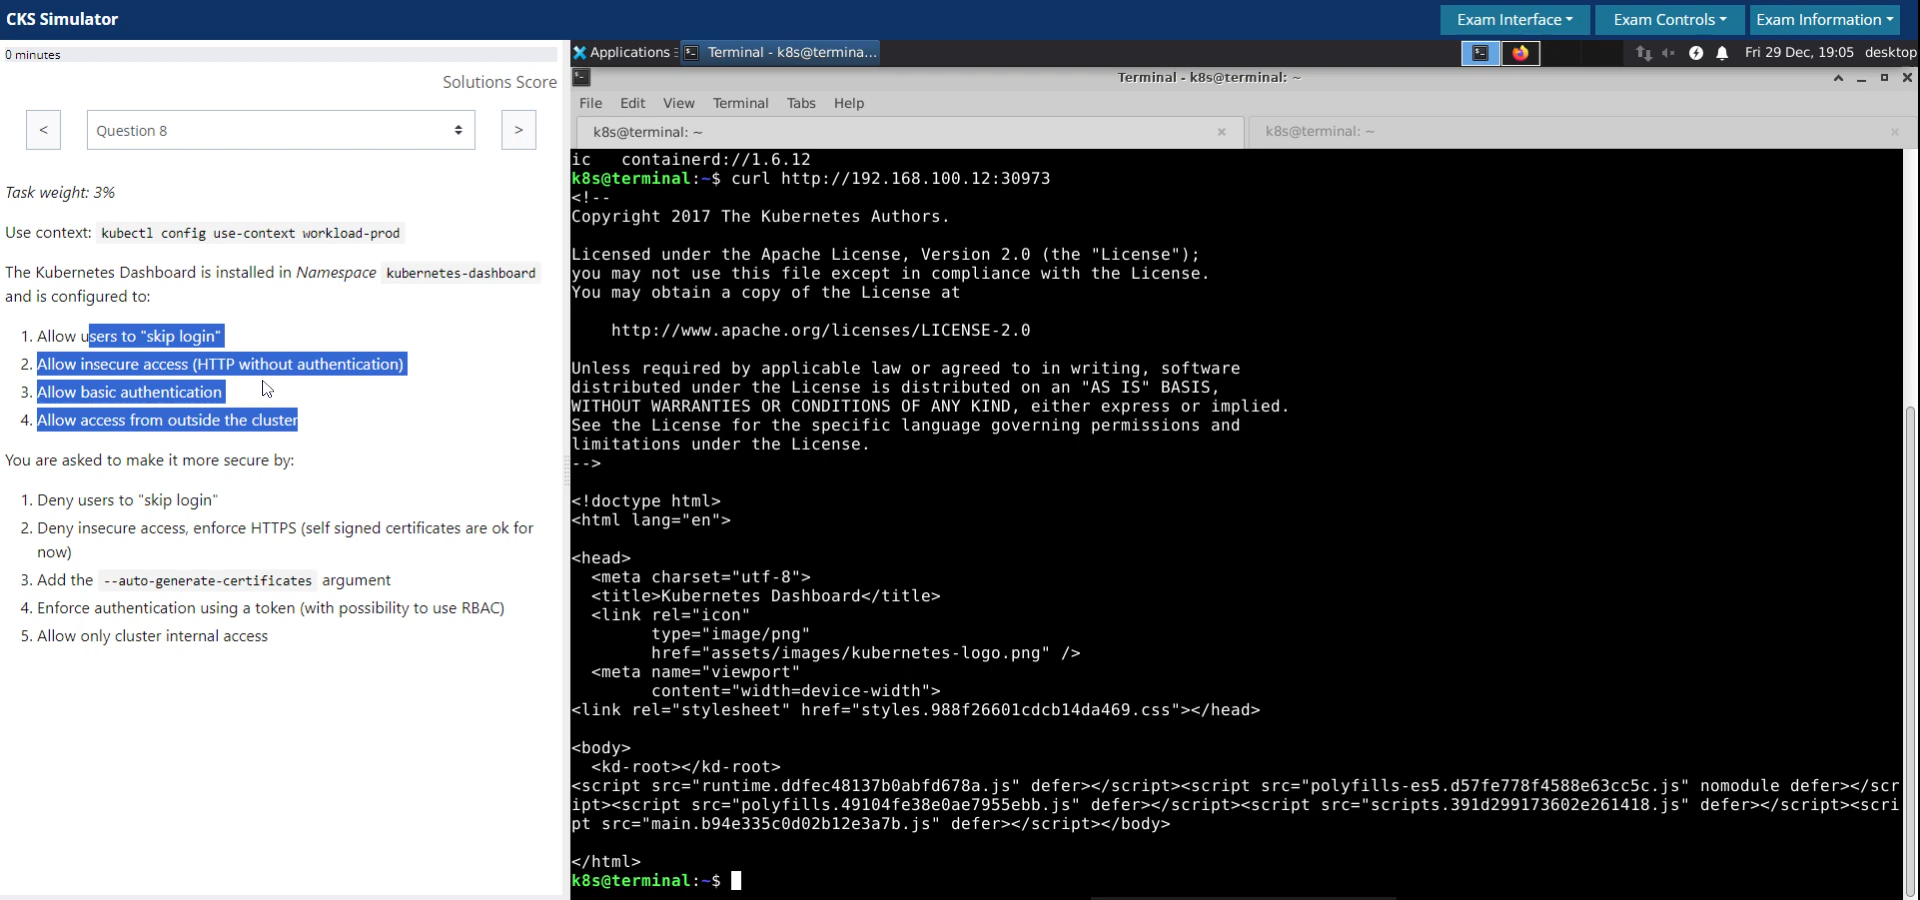 CKS Simulator
Exam Interface
Exam Controls
Exam Information
0 minutes
Solutions Score
<
Question 8
>
Task weight: 3%
Use context: kubectl config use-context workload-prod
The Kubernetes Dashboard is installed in Namespace kubernetes-dashboard
and is configured to:
1. Allow users to "skip login"
2. Allow insecure access (HTTP without authentication)
3. Allow basic authentication
4. Allow access from outside the cluster
You are asked to make it more secure by:
1. Deny users to "skip login"
2. Deny insecure access, enforce HTTPS (self signed certificates are ok for
now)
3. Add the --auto-generate-certificates argument
4. Enforce authentication using a token (with possibility to use RBAC)
5. Allow only cluster internal access
Applications
Terminal - k8s@termina...
Fri 29 Dec, 19:05 desktop
Terminal - k8s@terminal: ~
File Edit View Terminal Tabs Help
k8s@terminal: ~
k8s@terminal: ~
ic   containerd://1.6.12
k8s@terminal:~$ curl http://192.168.100.12:30973
<!--
Copyright 2017 The Kubernetes Authors.
Licensed under the Apache License, Version 2.0 (the "License");
you may not use this file except in compliance with the License.
You may obtain a copy of the License at
http://www.apache.org/licenses/LICENSE-2.0
Unless required by applicable law or agreed to in writing, software
distributed under the License is distributed on an "AS IS" BASIS,
WITHOUT WARRANTIES OR CONDITIONS OF ANY KIND, either express or implied.
See the License for the specific language governing permissions and
limitations under the License.
-->
<!doctype html>
<html lang="en">
<head>
<meta charset="utf-8">
<title>Kubernetes Dashboard</title>
<link rel="icon"
type="image/png"
href="assets/images/kubernetes-logo.png" />
<meta name="viewport"
content="width=device-width">
<link rel="stylesheet" href="styles.988f26601cdcb14da469.css"></head>
<body>
<kd-root></kd-root>
<script src="runtime.ddfec48137b0abfd678a.js" defer></script><script src="polyfills-es5.d57fe778f4588e63cc5c.js" nomodule defer></scr
ipt><script src="polyfills.49104fe38e0ae7955ebb.js" defer></script><script src="scripts.391d299173602e261418.js" defer></script><scri
pt src="main.b94e335c0d02b12e3a7b.js" defer></script></body>
</html>
k8s@terminal:~$